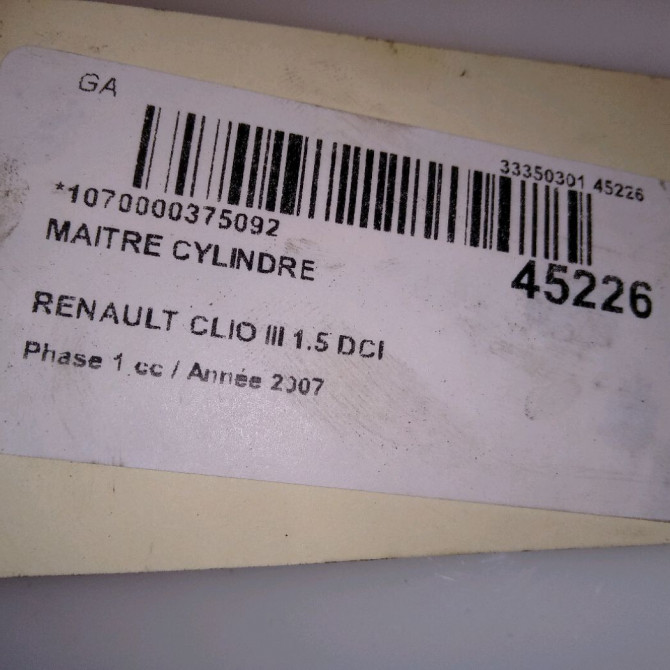 GA
33350301 45226
*1070000375092
45226
MAITRE CYLINDRE
RENAULT CLIO III 1.5 DCI
Phase 1 cc / Année 2007